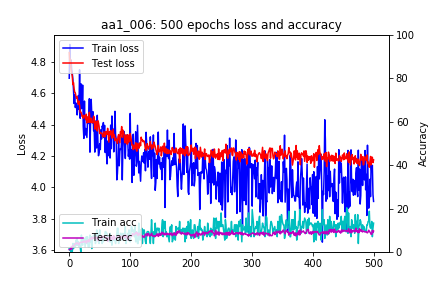 aa1_006: 500 epochs loss and accuracy
Train loss
Test loss
Train acc
Test acc
Loss
4.8
4.6
4.4
4.2
4.0
3.8
3.6
0
100
200
300
400
500
100
80
60
40
20
0
Accuracy